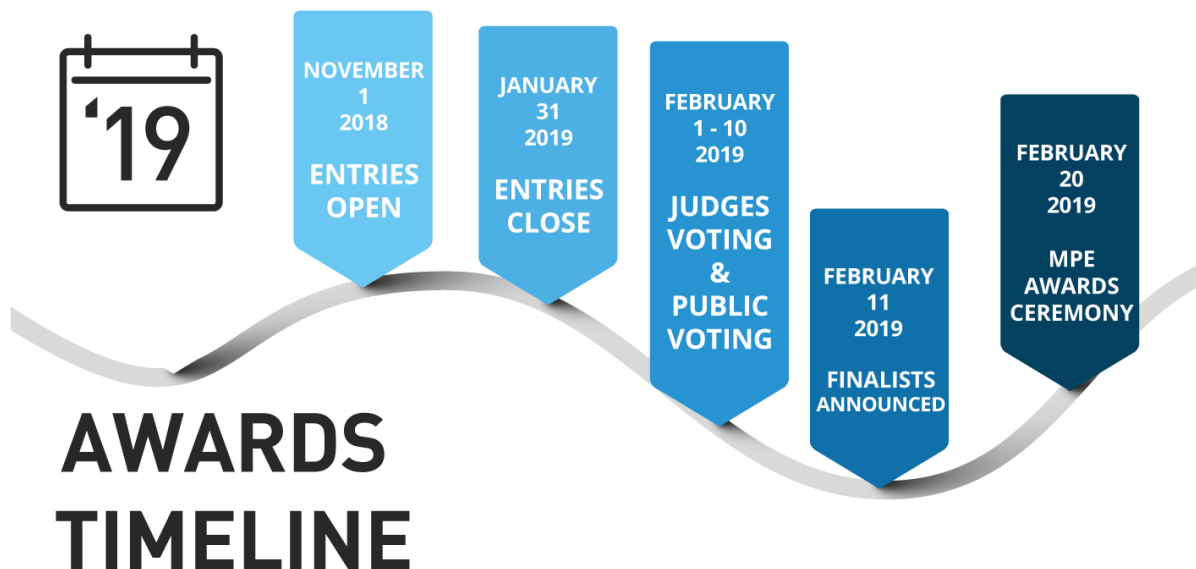 ‘19
AWARDS
TIMELINE
NOVEMBER
1
2018
ENTRIES
OPEN
JANUARY
31
2019
ENTRIES
CLOSE
FEBRUARY
1 - 10
2019
JUDGES
VOTING
&
PUBLIC
VOTING
FEBRUARY
11
2019
FINALISTS
ANNOUNCED
FEBRUARY
20
2019
MPE
AWARDS
CEREMONY